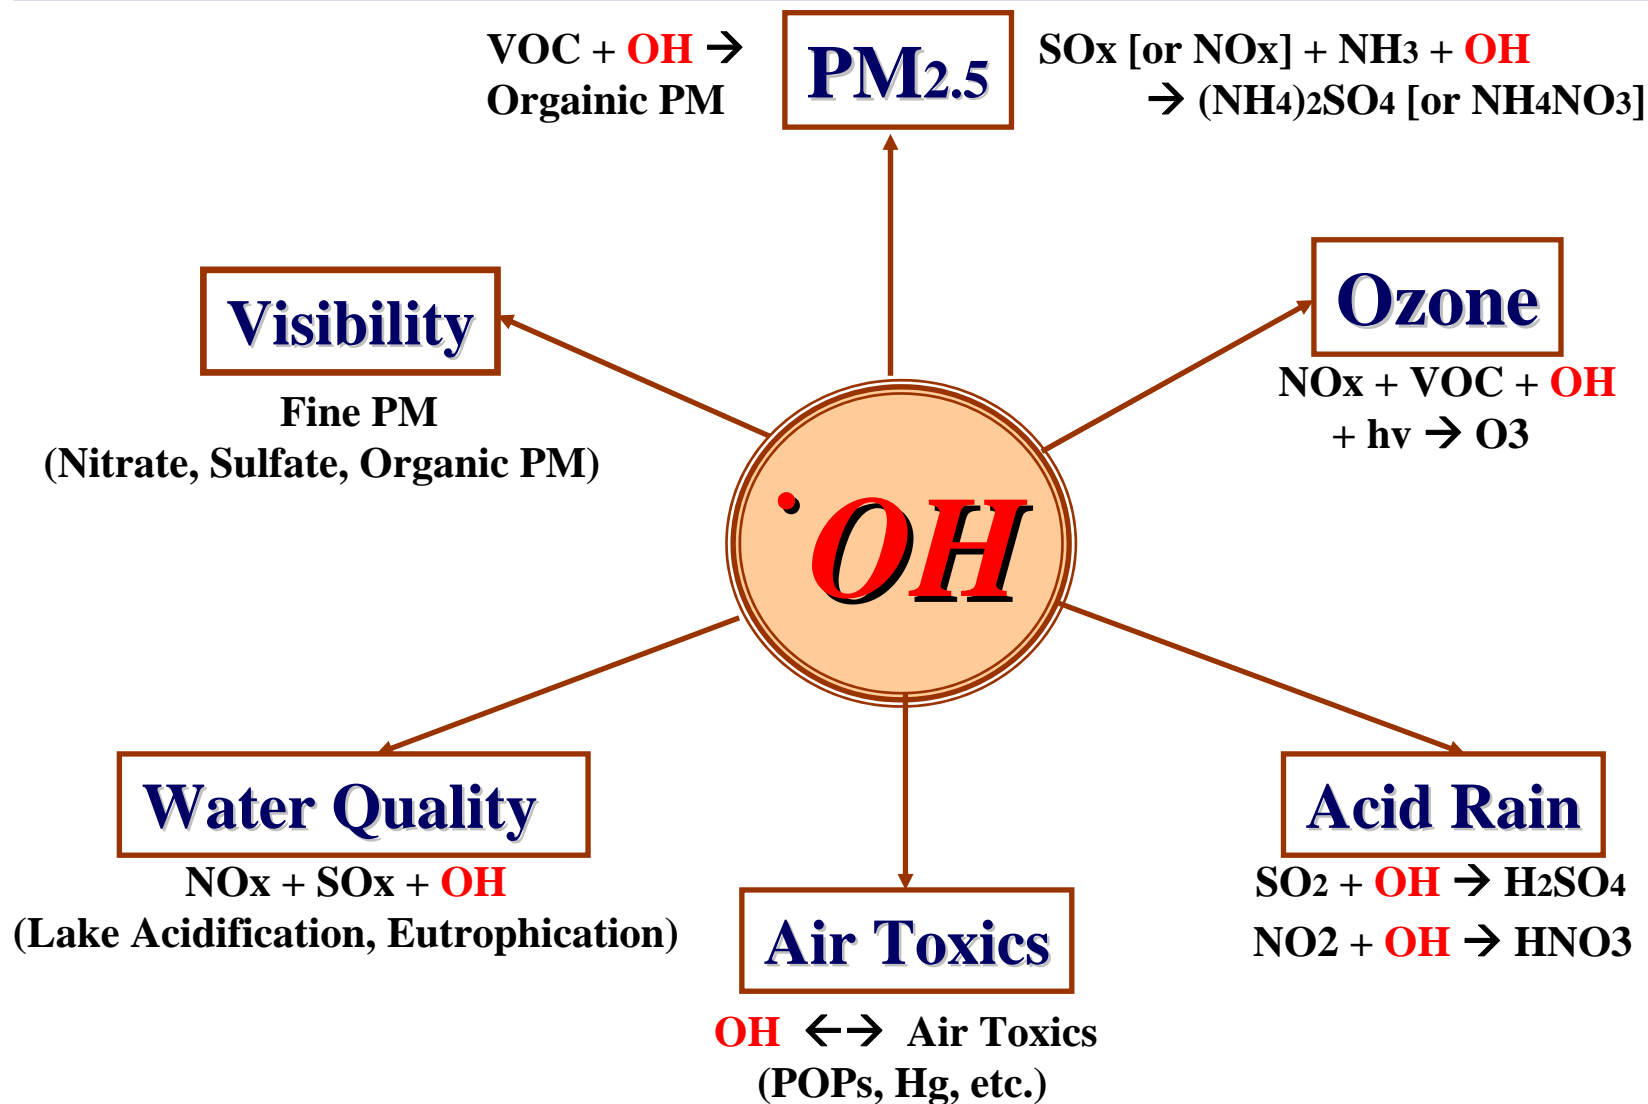 VOC + OH →
Orgainic PM
PM2.5
SOx [or NOx] + NH3 + OH
→ (NH4)2SO4 [or NH4NO3]
Visibility
Fine PM
(Nitrate, Sulfate, Organic PM)
Ozone
NOx + VOC + OH
+ hv → O3
·OH
Water Quality
NOx + SOx + OH
(Lake Acidification, Eutrophication)
Air Toxics
OH ←→ Air Toxics
(POPs, Hg, etc.)
Acid Rain
SO2 + OH → H2SO4
NO2 + OH → HNO3